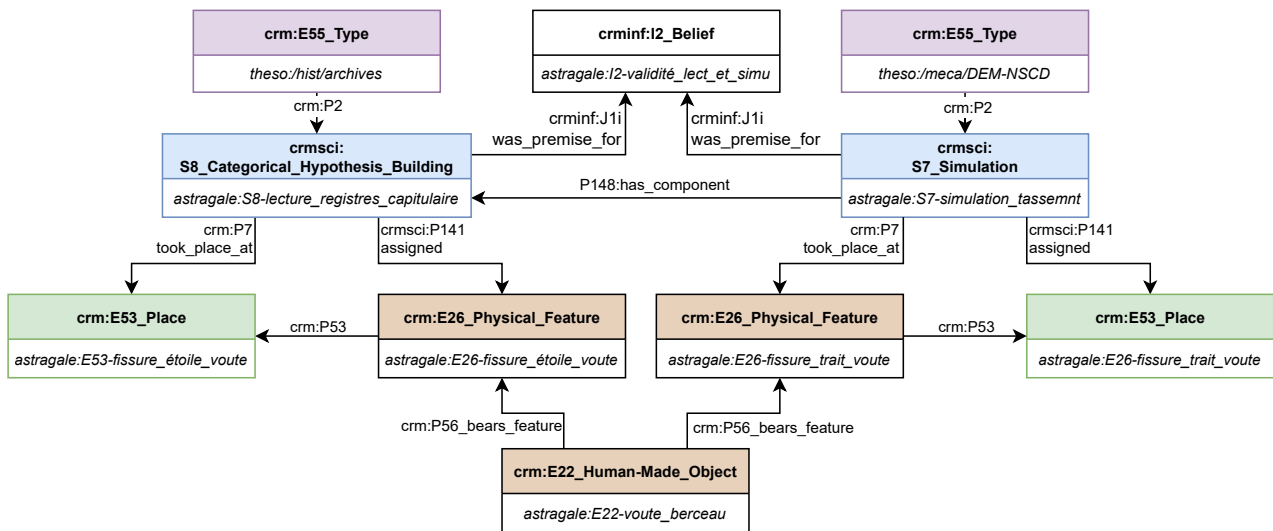 crm:E55_Type
theso:/hist/archives
crminf:I2_Belief
astragale:I2-validité_lect_et_simu
crm:E55_Type
theso:/meca/DEM-NSCD
crm:P2
crminf:J1i
was_premise_for
crminf:J1i
was_premise_for
crm:P2
crmsci:
S8_Categorical_Hypothesis_Building
astragale:S8-lecture_registres_capitulaire
P148:has_component
crmsci:
S7_Simulation
astragale:S7-simulation_tassemnt
crm:P7
took_place_at
crmsci:P141
assigned
crm:P7
took_place_at
crmsci:P141
assigned
crm:E53_Place
astragale:E53-fissure_étoile_voute
crm:P53
crm:E26_Physical_Feature
astragale:E26-fissure_étoile_voute
crm:E26_Physical_Feature
astragale:E26-fissure_trait_voute
crm:P53
crm:E53_Place
astragale:E26-fissure_trait_voute
crm:P56_bears_feature
crm:P56_bears_feature
crm:E22_Human-Made_Object
astragale:E22-voute_berceau